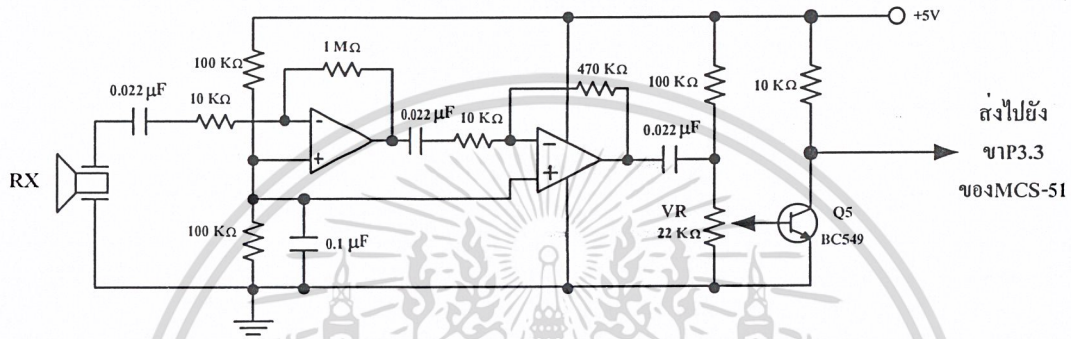 +5V
1 MΩ
100 KΩ
470 KΩ
100 KΩ
10 KΩ
0.022 μF
10 KΩ
0.022 μF
10 KΩ
0.022 μF
ส่งไปยัง
ขาP3.3
ของMCS-51
-
+
-
+
RX
100 KΩ
0.1 μF
VR
22 KΩ
Q5
BC549